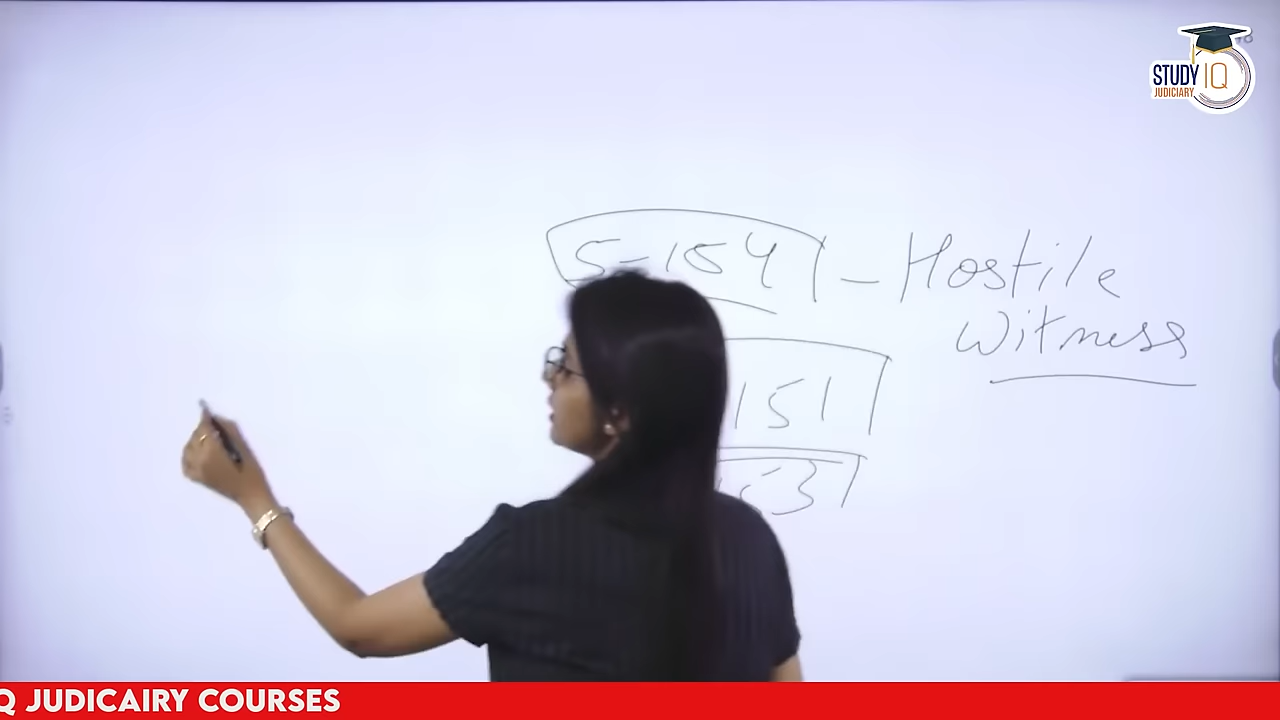 STUDY IQ
JUDICIARY
S-154 - Hostile
Witness
151
Q JUDICAIRY COURSES